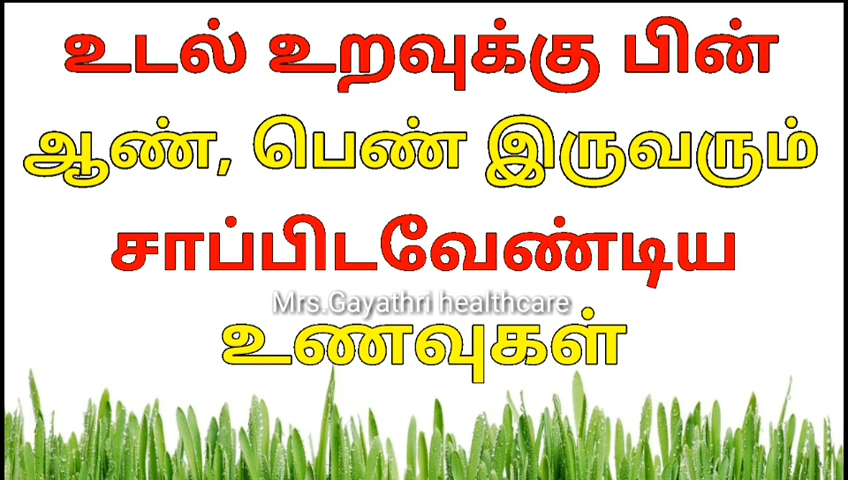 உடல் உறவுக்கு பின்
ஆண், பெண் இருவரும்
சாப்பிடவேண்டிய
Mrs.Gayathri healthcare
உணவுகள்